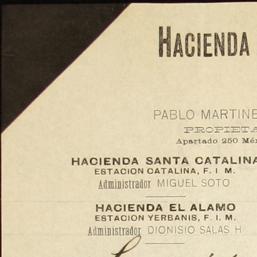 HACIENDA
PABLO MARTINE
PROPIETA
Apartado 250 Méx
HACIENDA SANTA CATALINA
ESTACION CATALINA, F. I. M.
Administrador MIGUEL SOTO
HACIENDA EL ALAMO
ESTACION YERBANIS, F. I. M.
Administrador DIONISIO SALAS H